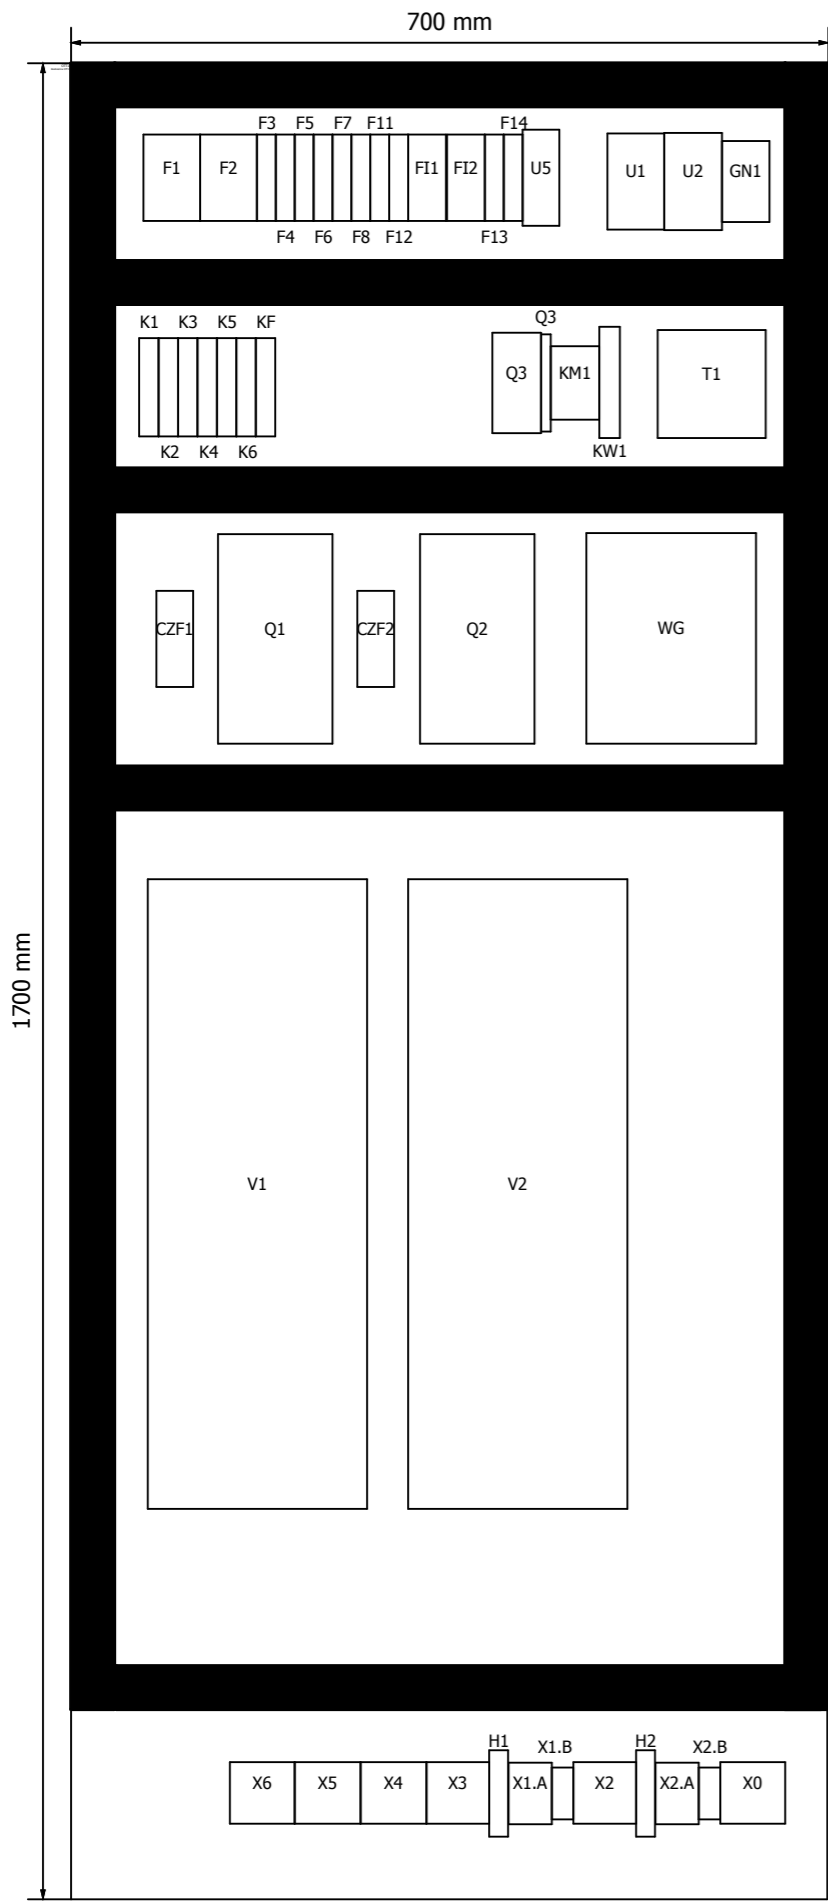 700 mm
1700 mm
F3 F5 F7 F11 F14
F1 F2 FI1 FI2 U5 U1 U2 GN1
F4 F6 F8 F12 F13
K1 K3 K5 KF Q3
Q3 KM1 T1
K2 K4 K6 KW1
CZF1 Q1 CZF2 Q2 WG
V1 V2
H1 X1.B H2 X2.B
X6 X5 X4 X3 X1.A X2 X2.A X0